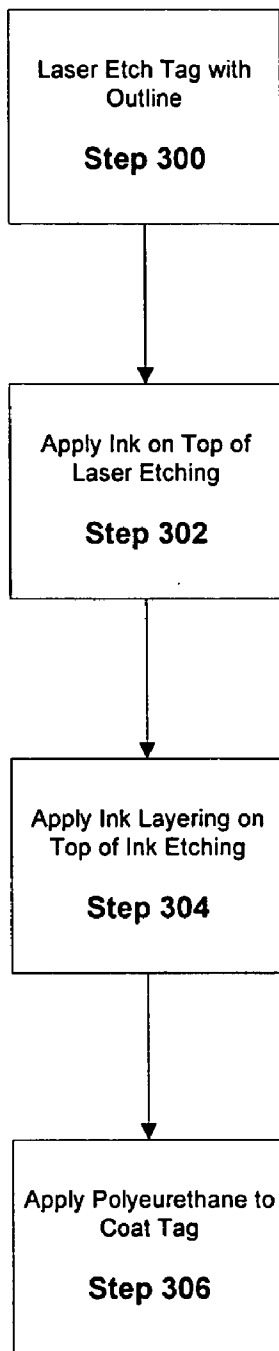 Laser Etch Tag with
Outline
Step 300
Apply Ink on Top of
Laser Etching
Step 302
Apply Ink Layering on
Top of Ink Etching
Step 304
Apply Polyeurethane to
Coat Tag
Step 306